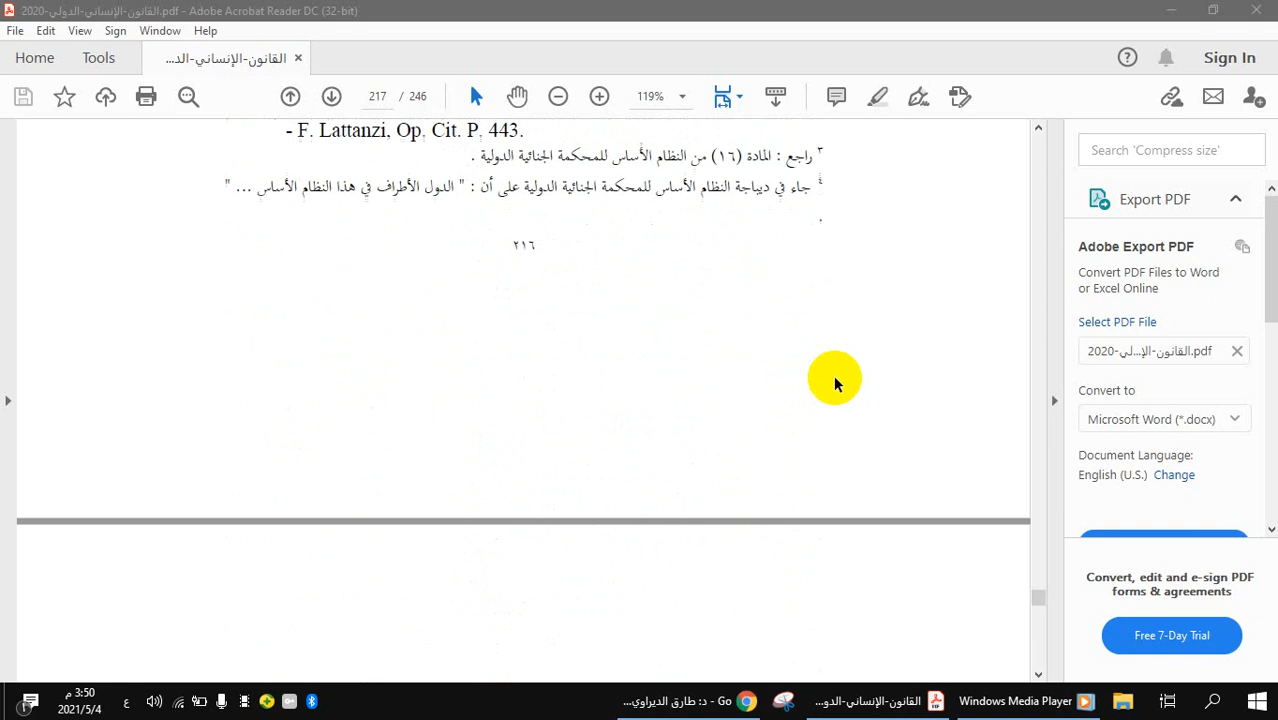 القانون-الإنساني-الدولي-2020.pdf - Adobe Acrobat Reader DC (32-bit)
File Edit View Sign Window Help
Home Tools القانون-الإنساني-الد... × Sign In
217 / 246 119%
- F. Lattanzi, Op. Cit. P, 443.
٣ راجع : المادة (١٦) من النظام الأساس للمحكمة الجنائية الدولية .
٤ جاء في ديباجة النظام الأساس للمحكمة الجنائية الدولية على أن : " الدول الأطراف في هذا النظام الأساس ... "
.
٢١٦
Search 'Compress size'
Export PDF
Adobe Export PDF
Convert PDF Files to Word
or Excel Online
Select PDF File
القانون-الإ...لي-2020.pdf
Convert to
Microsoft Word (*.docx)
Document Language:
English (U.S.) Change
Convert, edit and e-sign PDF
forms & agreements
Free 7-Day Trial
3:50 م
2021/5/4
ع
Go - د: طارق الديراوي...
القانون-الإنساني-الدو...
Windows Media Player